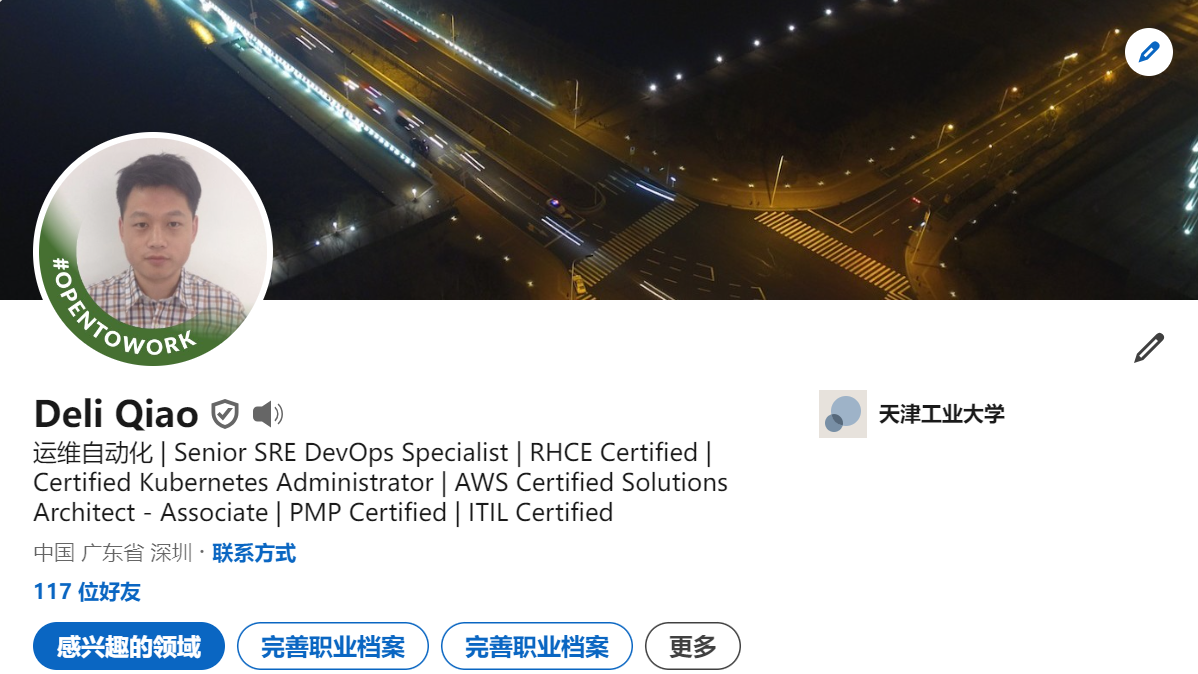 #OPENTOWORK
Deli Qiao
天津工业大学
运维自动化 | Senior SRE DevOps Specialist | RHCE Certified |
Certified Kubernetes Administrator | AWS Certified Solutions
Architect - Associate | PMP Certified | ITIL Certified
中国 广东省 深圳 · 联系方式
117 位好友
感兴趣的领域 完善职业档案 完善职业档案 更多